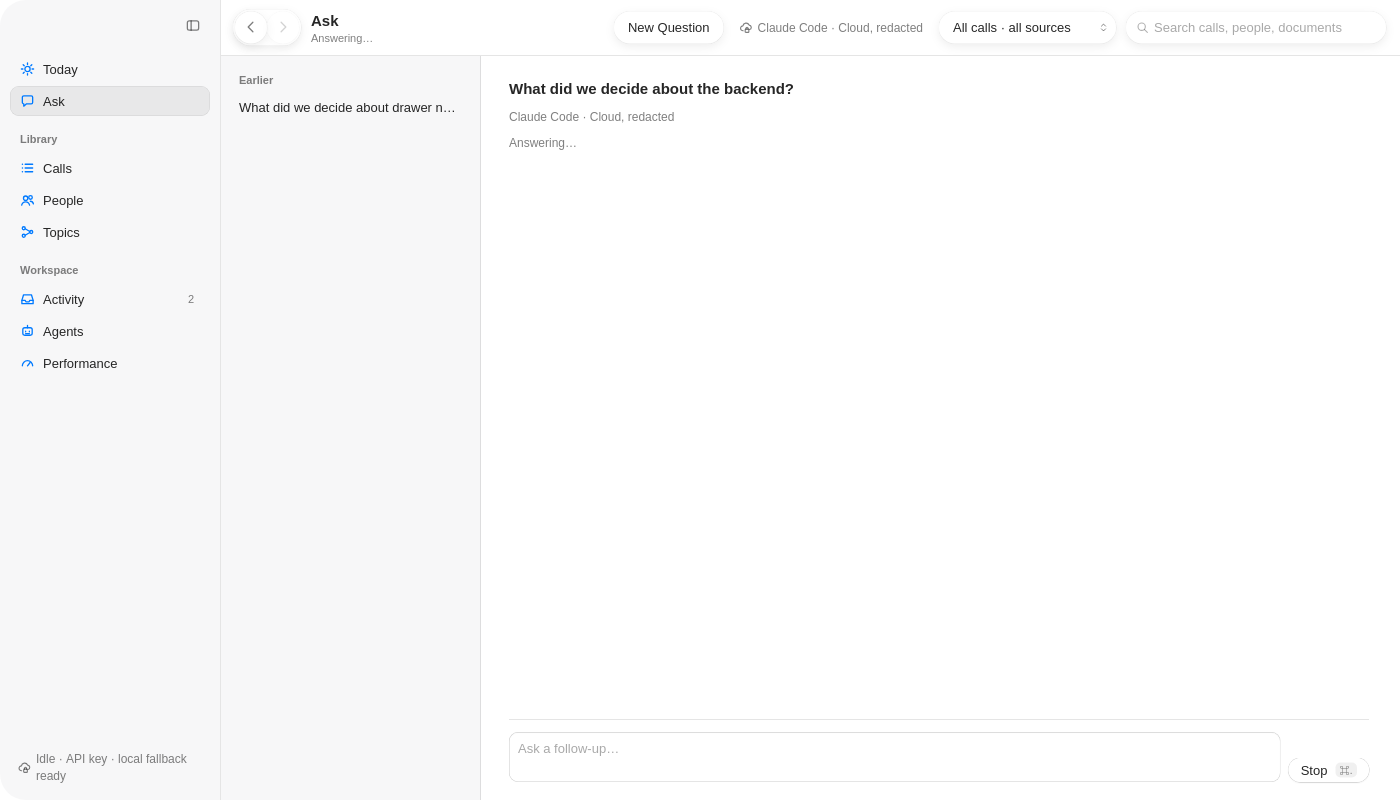 Today
Ask
Library
Calls
People
Topics
Workspace
Activity 2
Agents
Performance
Idle · API key · local fallback
ready
Ask
Answering…
New Question
Claude Code · Cloud, redacted
All calls · all sources
Search calls, people, documents
Earlier
What did we decide about drawer n…
What did we decide about the backend?
Claude Code · Cloud, redacted
Answering…
Ask a follow-up…
Stop ⌘.